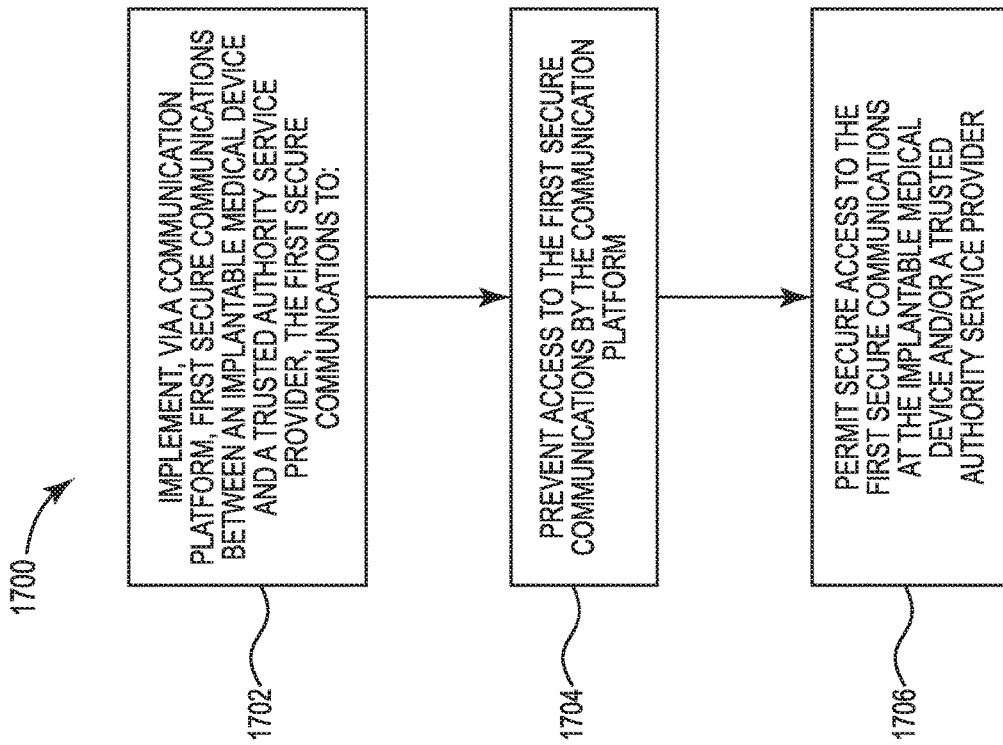 1700
IMPLEMENT, VIA A COMMUNICATION
PLATFORM, FIRST SECURE COMMUNICATIONS
BETWEEN AN IMPLANTABLE MEDICAL DEVICE
AND A TRUSTED AUTHORITY SERVICE
PROVIDER, THE FIRST SECURE
COMMUNICATIONS TO:
1702
PREVENT ACCESS TO THE FIRST SECURE
COMMUNICATIONS BY THE COMMUNICATION
PLATFORM
1704
PERMIT SECURE ACCESS TO THE
FIRST SECURE COMMUNICATIONS
AT THE IMPLANTABLE MEDICAL
DEVICE AND/OR A TRUSTED
AUTHORITY SERVICE PROVIDER
1706